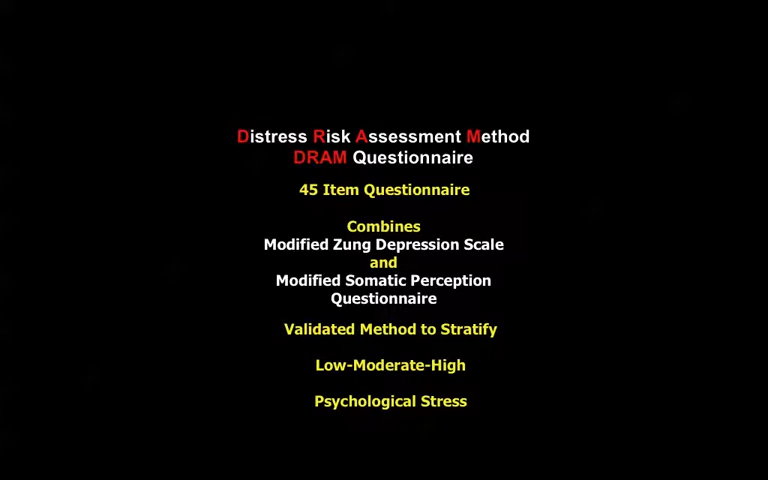 Distress Risk Assessment Method
DRAM Questionnaire
45 Item Questionnaire
Combines
Modified Zung Depression Scale
and
Modified Somatic Perception
Questionnaire
Validated Method to Stratify
Low-Moderate-High
Psychological Stress